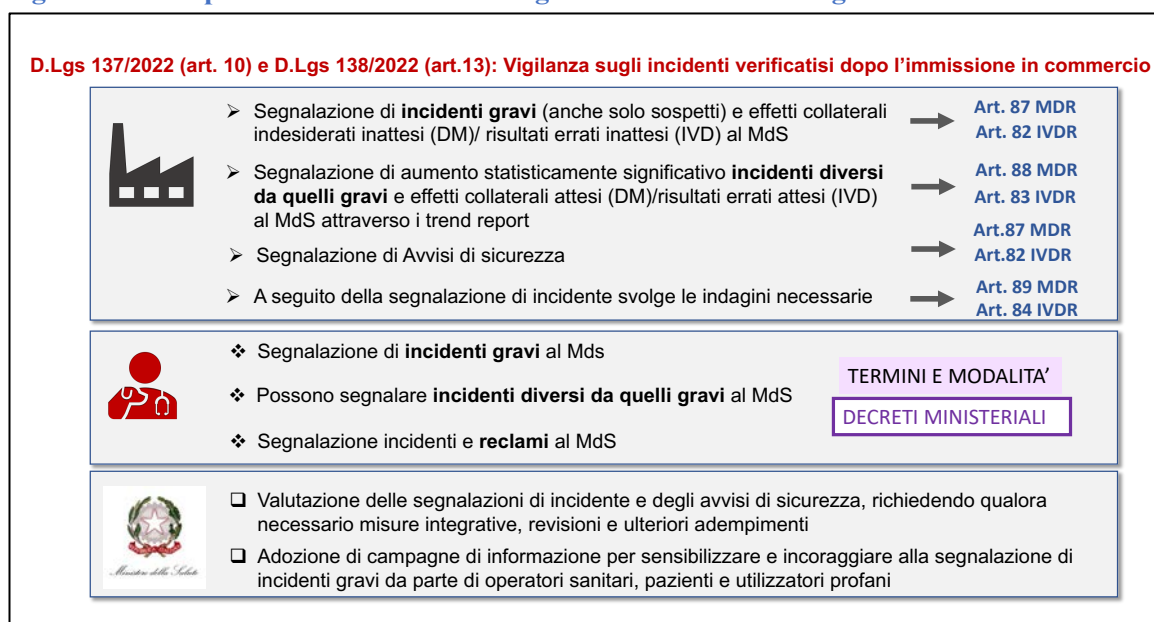 D.Lgs 137/2022 (art. 10) e D.Lgs 138/2022 (art.13): Vigilanza sugli incidenti verificatisi dopo l'immissione in commercio
➢ Segnalazione di incidenti gravi (anche solo sospetti) e effetti collaterali
indesiderati inattesi (DM)/ risultati errati inattesi (IVD) al MdS
Art. 87 MDR
Art. 82 IVDR
➢ Segnalazione di aumento statisticamente significativo incidenti diversi
da quelli gravi e effetti collaterali attesi (DM)/risultati errati attesi (IVD)
al MdS attraverso i trend report
Art. 88 MDR
Art. 83 IVDR
➢ Segnalazione di Avvisi di sicurezza
Art.87 MDR
Art.82 IVDR
➢ A seguito della segnalazione di incidente svolge le indagini necessarie
Art. 89 MDR
Art. 84 IVDR
❖ Segnalazione di incidenti gravi al Mds
❖ Possono segnalare incidenti diversi da quelli gravi al MdS
❖ Segnalazione incidenti e reclami al MdS
TERMINI E MODALITA'
DECRETI MINISTERIALI
Ministero della Salute
❑ Valutazione delle segnalazioni di incidente e degli avvisi di sicurezza, richiedendo qualora
necessario misure integrative, revisioni e ulteriori adempimenti
❑ Adozione di campagne di informazione per sensibilizzare e incoraggiare alla segnalazione di
incidenti gravi da parte di operatori sanitari, pazienti e utilizzatori profani